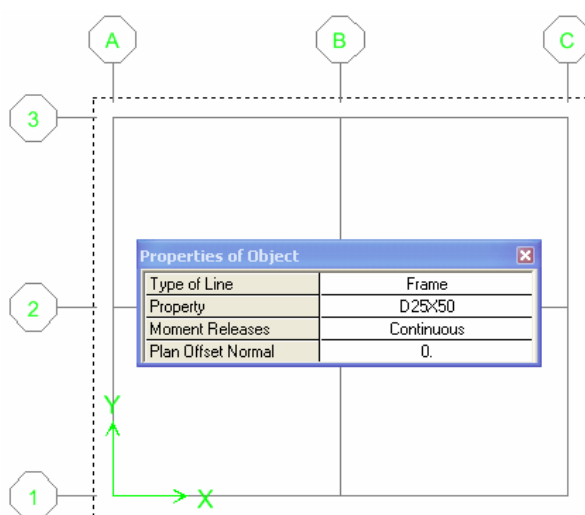 A B C
3
Properties of Object
Type of Line Frame
Property D25X50
Moment Releases Continuous
Plan Offset Normal 0.
2
Y
X
1